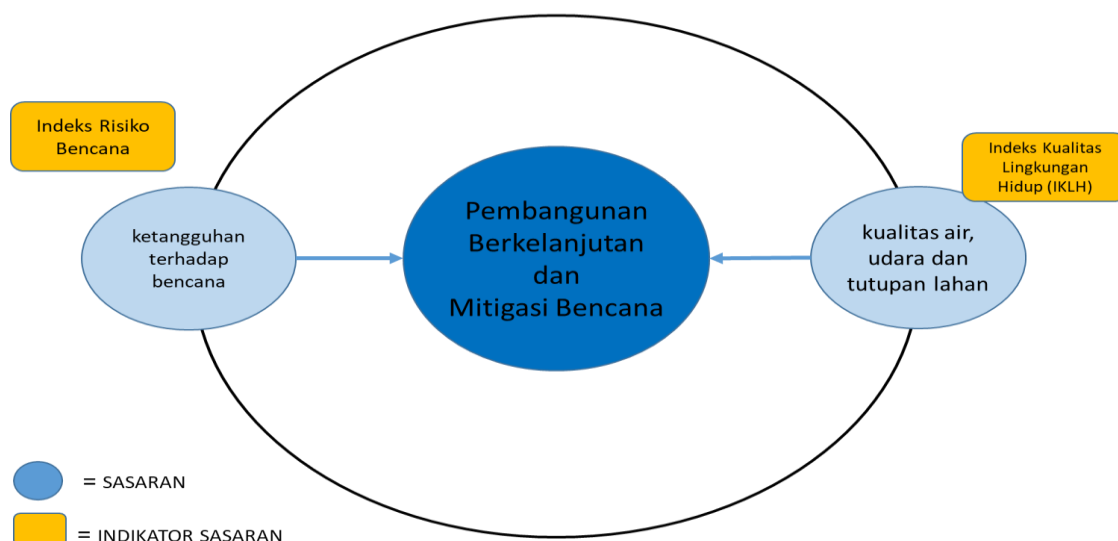 Indeks Risiko
Bencana
Indeks Kualitas
Lingkungan
Hidup (IKLH)
ketangguhan
terhadap
bencana
Pembangunan
Berkelanjutan
dan
Mitigasi Bencana
kualitas air,
udara dan
tutupan lahan
= SASARAN
= INDIKATOR SASARAN